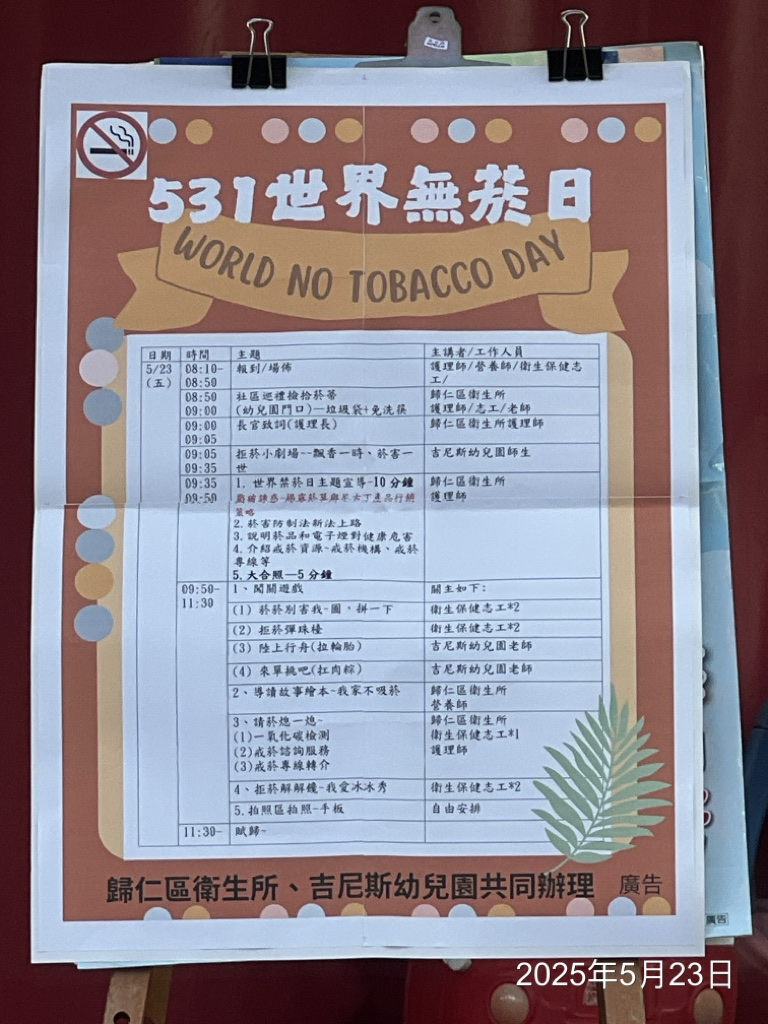 531世界無菸日
WORLD NO TOBACCO DAY
日期 時間 主題 主講者/工作人員
5/23
(五)
08:10-
08:50
報到/場佈
護理師/營養師/衛生保健志
工/
08:50
09:00
社區巡禮撿拾菸蒂
(幼兒園門口)—垃圾袋+免洗筷
歸仁區衛生所
護理師/志工/老師
09:00
09:05
長官致詞(護理長)
歸仁區衛生所護理師
09:05
09:35
拒菸小劇場--飄香一時、菸害一
世
吉尼斯幼兒園師生
09:35
09:50
1. 世界禁菸日主題宣導-10分鐘
產品行銷
策略
2. 菸害防制法新法上路
3. 說明菸品和電子煙對健康危害
4. 介紹戒菸資源-戒菸機構、戒菸
專線等
5. 大合照—5分鐘
歸仁區衛生所
護理師
09:50-
11:30
1、闖關遊戲
關主如下:
(1) 菸菸別害我-圖，拼一下
衛生保健志工*2
(2) 拒菸彈珠檯
衛生保健志工*2
(3) 陸上行舟(拉輪胎)
吉尼斯幼兒園老師
(4) 來單挑吧(扛肉粽)
吉尼斯幼兒園老師
2、導讀故事繪本-我家不吸菸
歸仁區衛生所
營養師
3、請菸熄一熄~
(1)一氧化碳檢測
(2)戒菸諮詢服務
(3)戒菸專線轉介
歸仁區衛生所
衛生保健志工*1
護理師
4、拒菸解解饞-我愛冰冰秀
衛生保健志工*2
5.拍照區拍照-手板
自由安排
11:30-
賦歸~
歸仁區衛生所、吉尼斯幼兒園共同辦理 廣告
廣告
2025年5月23日